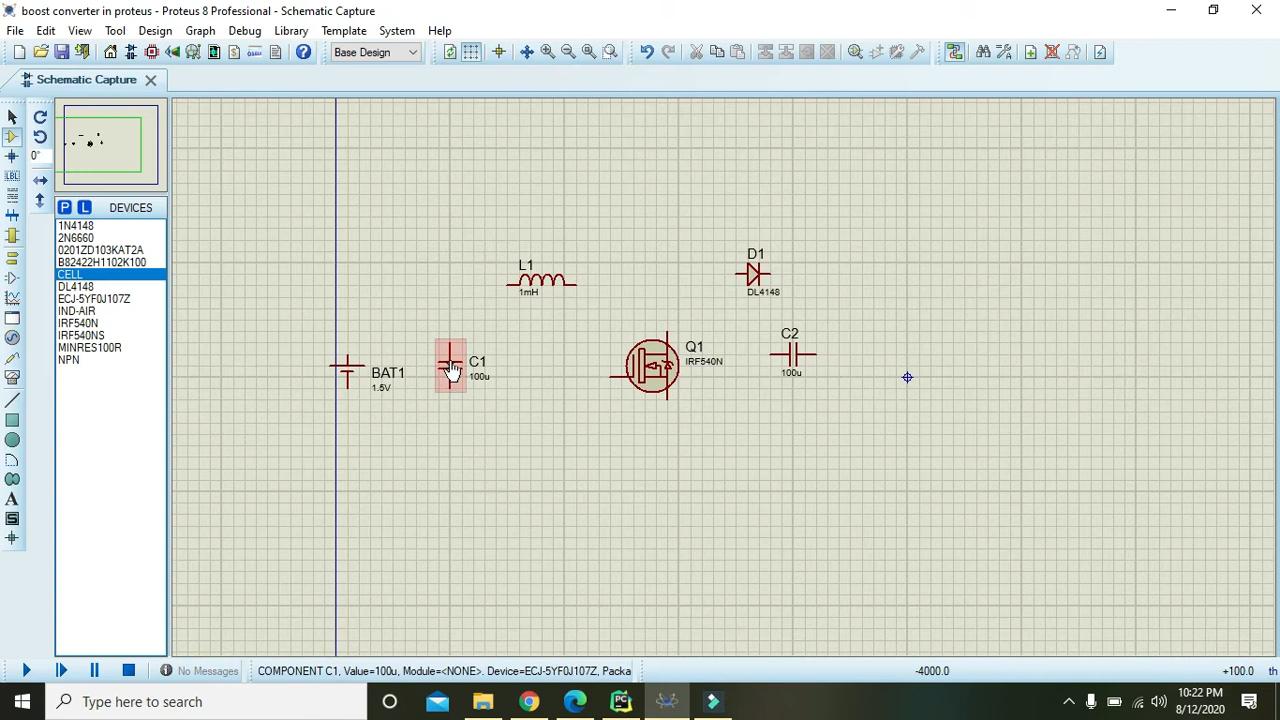 boost converter in proteus - Proteus 8 Professional - Schematic Capture
File Edit View Tool Design Graph Debug Library Template System Help
Base Design
Schematic Capture
0°
P L DEVICES
1N4148
2N6660
0201ZD103KAT2A
B82422H1102K100
CELL
DL4148
ECJ-5YF0J107Z
IND-AIR
IRF540N
IRF540NS
MINRES100R
NPN
LBL
A
S
D1
DL4148
L1
1mH
C2
100u
Q1
IRF540N
C1
100u
BAT1
1.5V
No Messages
COMPONENT C1, Value=100u, Module=<NONE>. Device=ECJ-5YF0J107Z, Packa
-4000.0
+100.0
th
Type here to search
PC
10:22 PM
8/12/2020